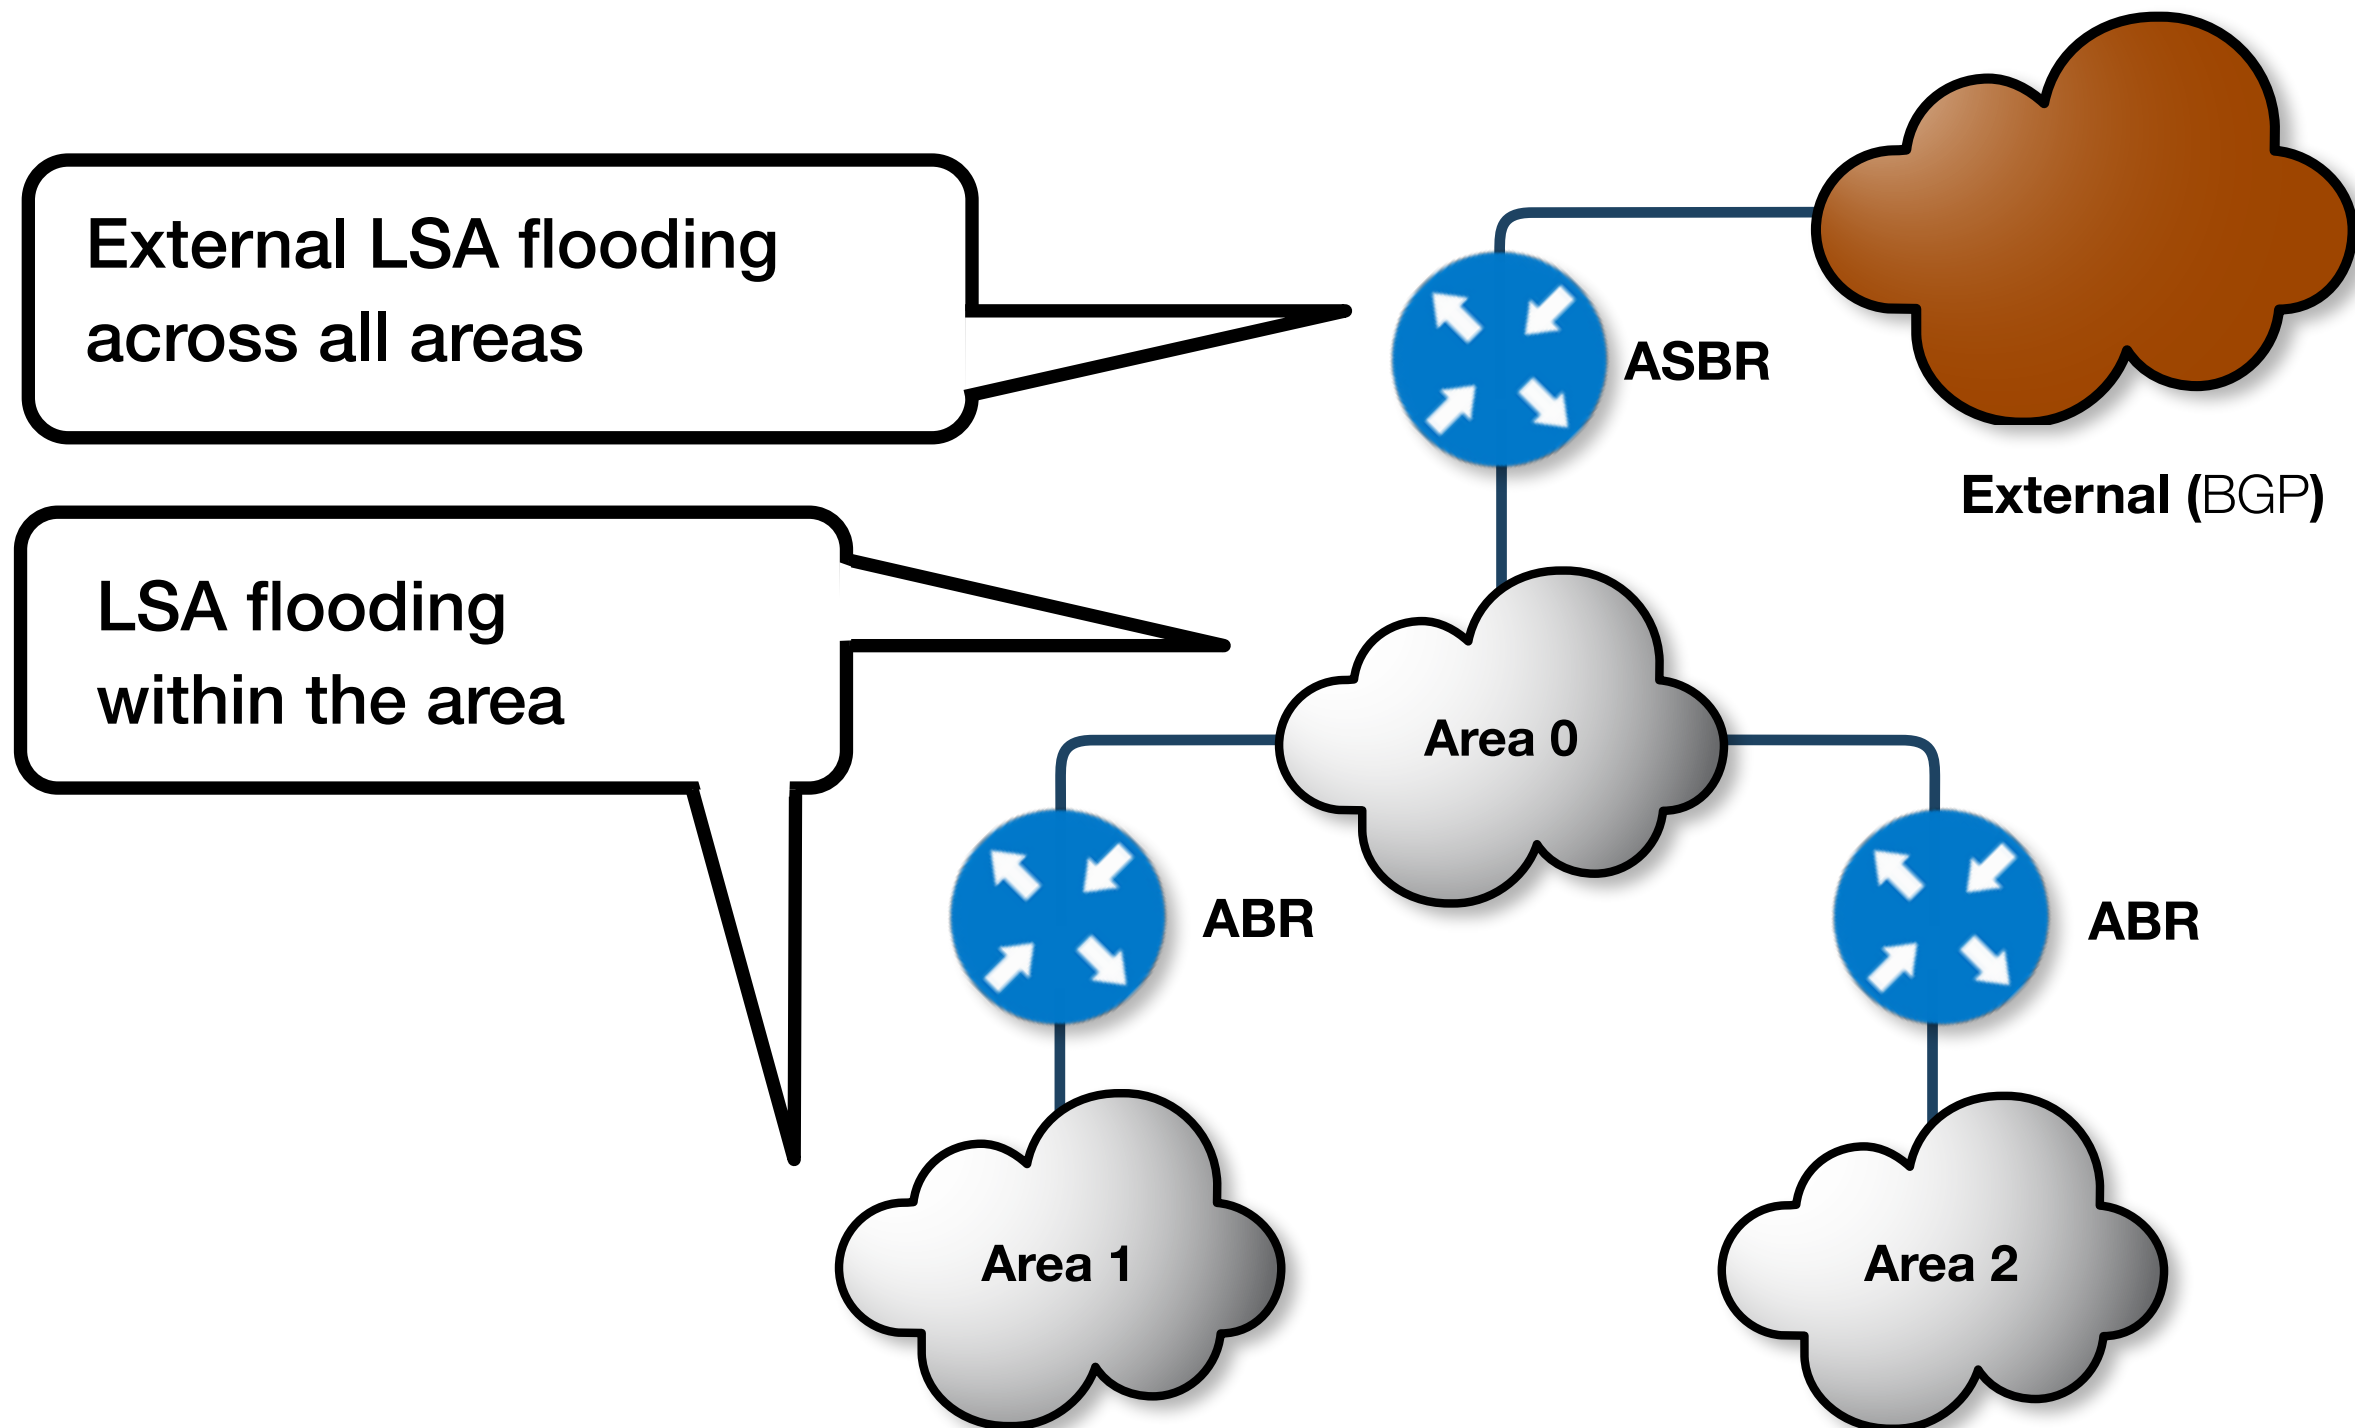 External LSA flooding
across all areas
ASBR
External (BGP)
LSA flooding
within the area
Area 0
ABR
ABR
Area 1
Area 2